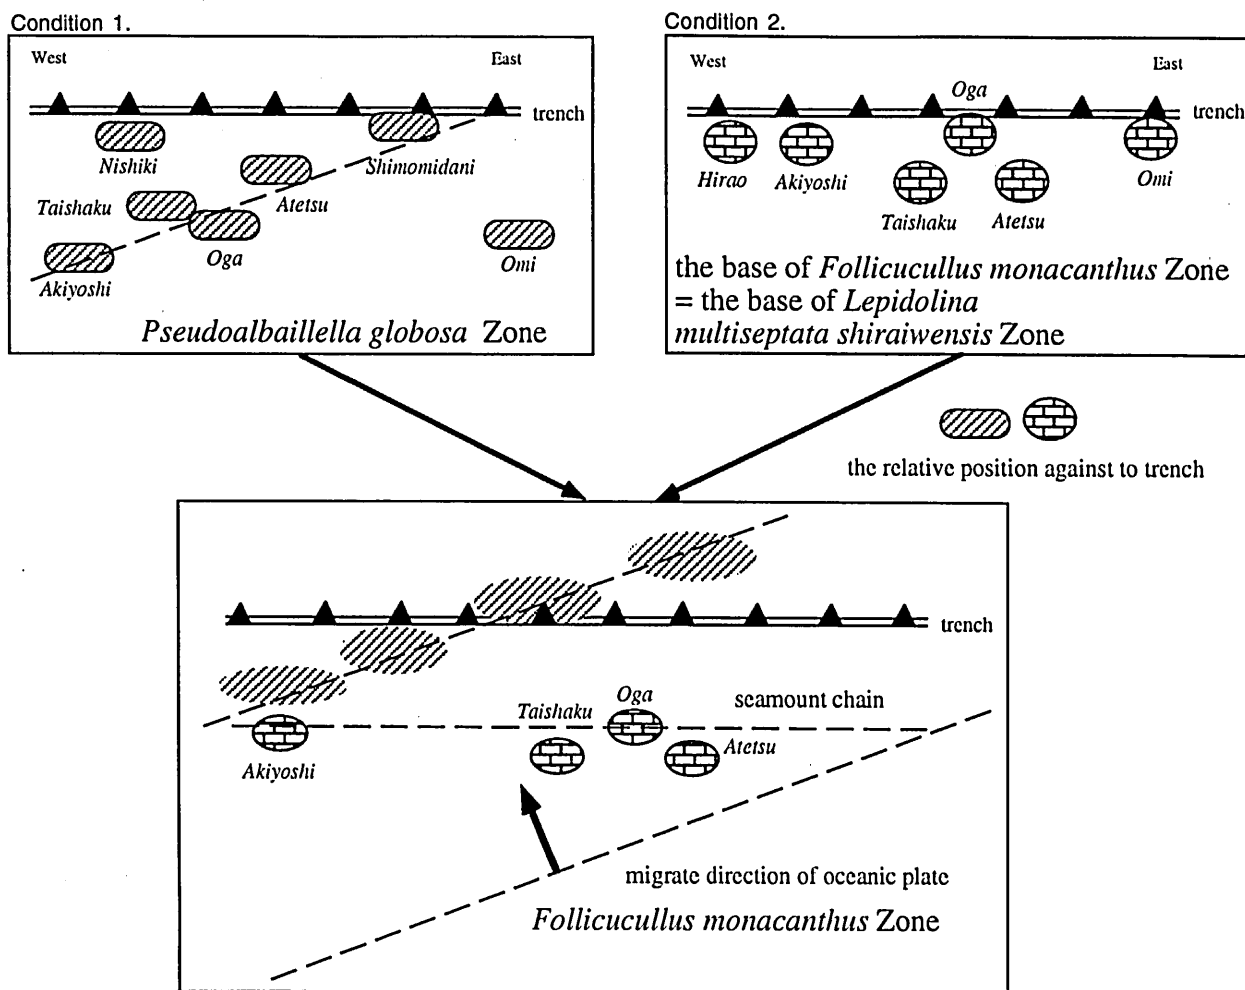 Condition 1.
West
East
trench
Nishiki
Shimomidani
Taishaku
Atetsu
Oga
Omi
Akiyoshi
Pseudoalbaillella globosa Zone
Condition 2.
West
East
Oga
trench
Hirao
Akiyoshi
Omi
Taishaku
Atetsu
the base of Follicucullus monacanthus Zone
= the base of Lepidolina
multiseptata shiraiwensis Zone
the relative position against to trench
trench
Oga
seamount chain
Taishaku
Atetsu
Akiyoshi
migrate direction of oceanic plate
Follicucullus monacanthus Zone